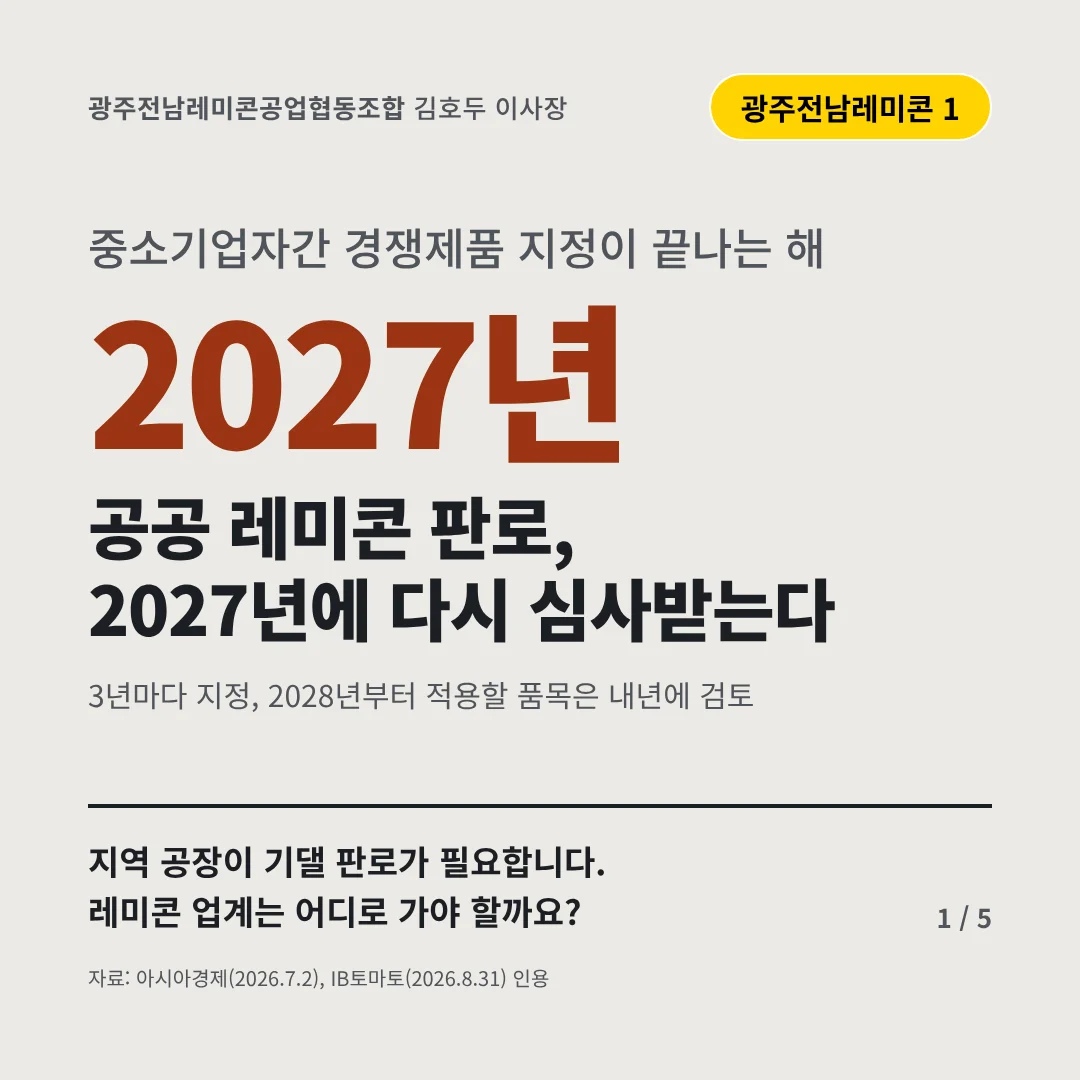 광주전남레미콘공업협동조합 김호두 이사장
광주전남레미콘 1
중소기업자간 경쟁제품 지정이 끝나는 해
2027년
공공 레미콘 판로,
2027년에 다시 심사받는다
3년마다 지정, 2028년부터 적용할 품목은 내년에 검토
지역 공장이 기댈 판로가 필요합니다.
레미콘 업계는 어디로 가야 할까요?
1 / 5
자료: 아시아경제(2026.7.2), IB토마토(2026.8.31) 인용